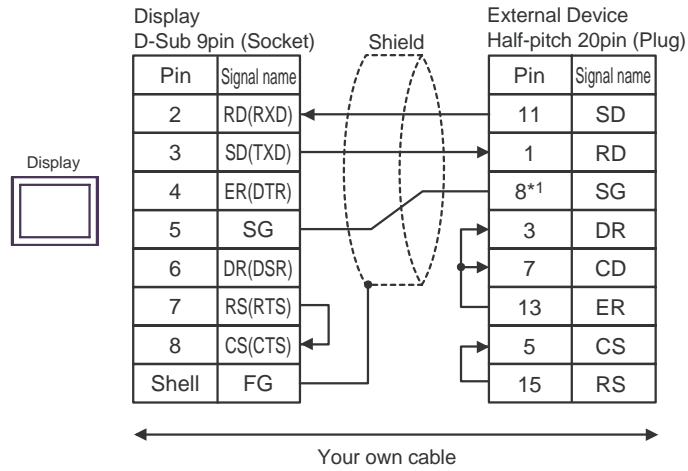 Display
D-Sub 9pin (Socket)
Shield
External Device
Half-pitch 20pin (Plug)
Pin Signal name
2 RD(RXD)
3 SD(TXD)
4 ER(DTR)
5 SG
6 DR(DSR)
7 RS(RTS)
8 CS(CTS)
Shell FG
Display
Pin Signal name
11 SD
1 RD
8*1 SG
3 DR
7 CD
13 ER
5 CS
15 RS
Your own cable